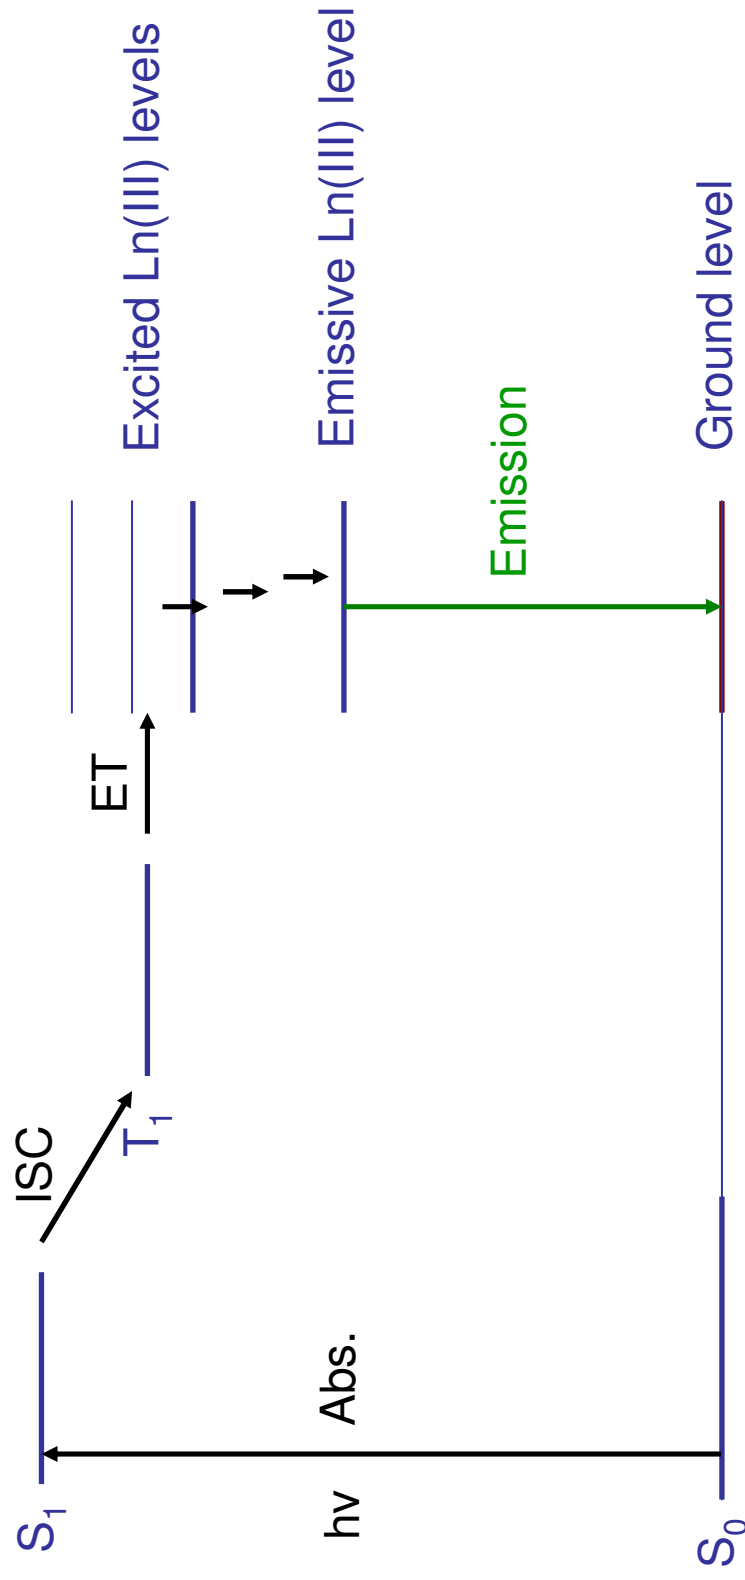 S1
ISC
T1
ET
Excited Ln(III) levels
hv
Abs.
Emissive Ln(III) level
Emission
S0
Ground level